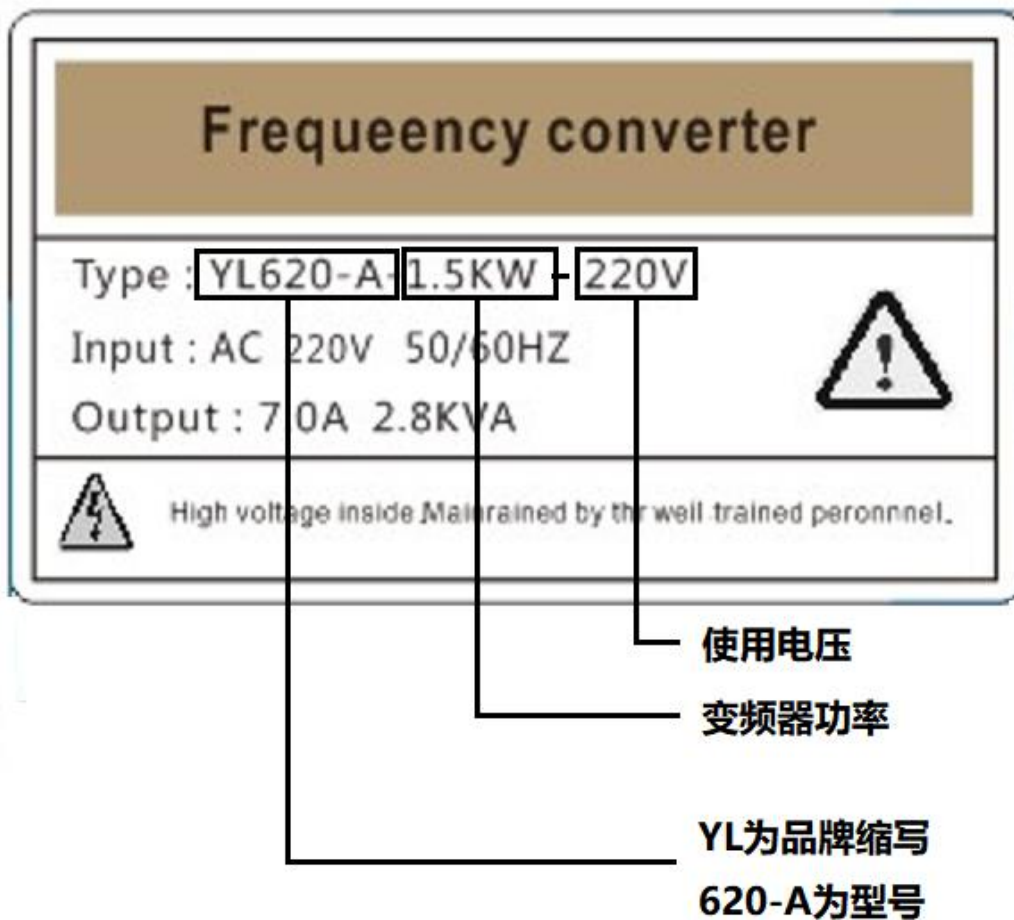 Frequeency converter
Type : YL620-A-1.5KW-220V
Input : AC 220V 50/60HZ
Output : 7.0A 2.8KVA
High voltage inside.Mainrained by thr weil trained peronnnel.
使用电压
变频器功率
YL为品牌缩写
620-A为型号